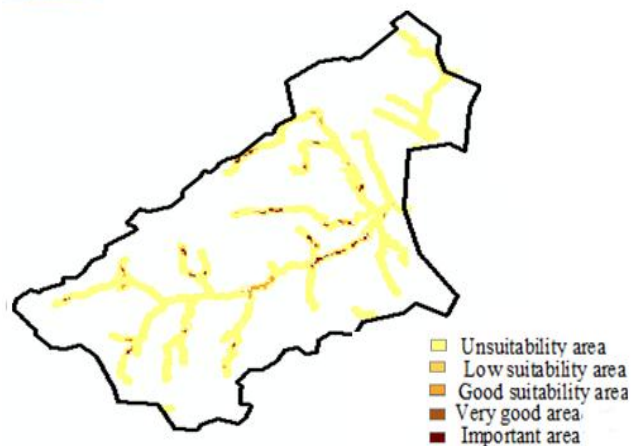 Unsuitability area
Low suitability area
Good suitability area
Very good area
Important area